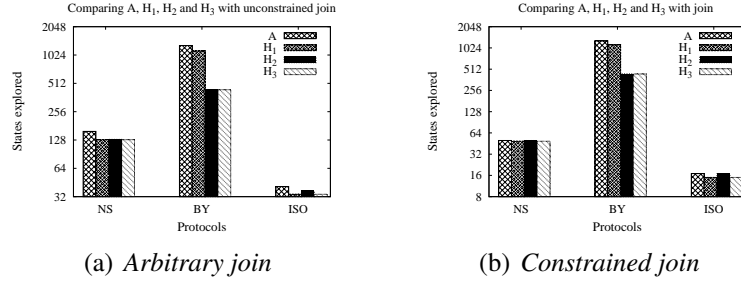 Comparing A, H₁, H₂ and H₃ with unconstrained join
2048
1024
512
256
128
64
32
States explored
A
H₁
H₂
H₃
NS BY ISO
Protocols
(a) Arbitrary join
Comparing A, H₁, H₂ and H₃ with join
2048
1024
512
256
128
64
32
16
8
States explored
A
H₁
H₂
H₃
NS BY ISO
Protocols
(b) Constrained join